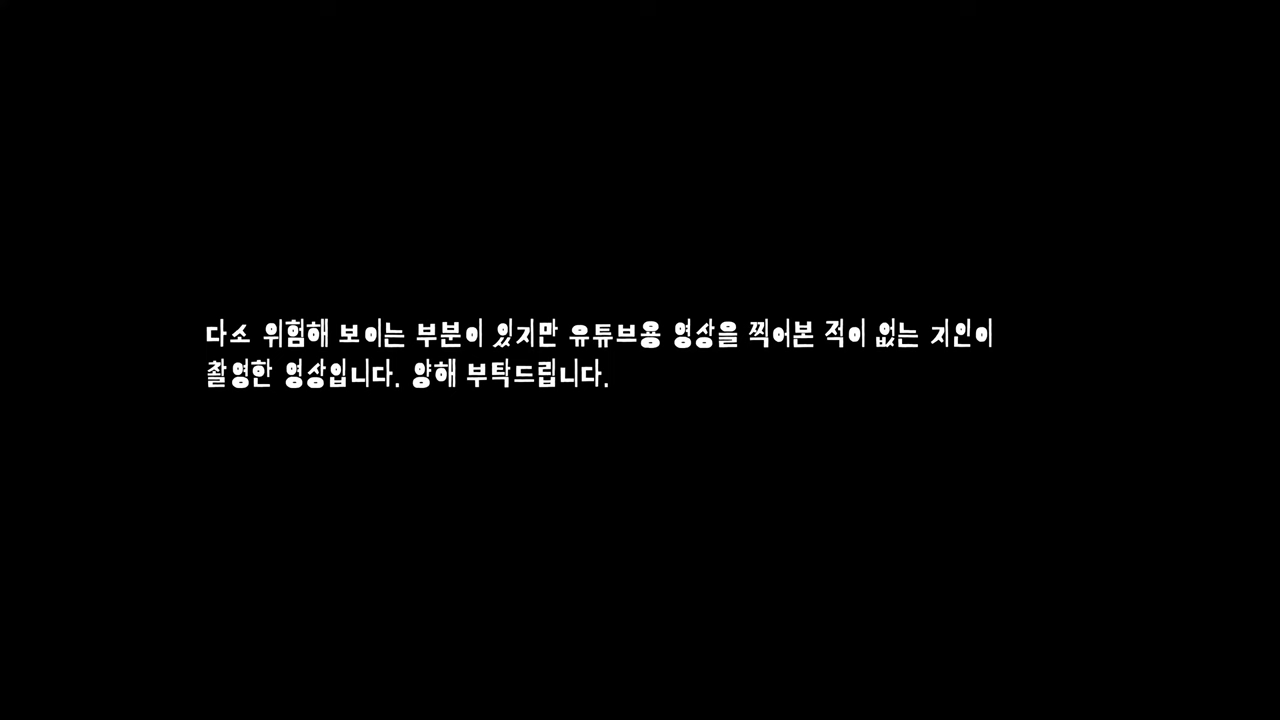 다소 위험해 보이는 부분이 있지만 유튜브용 영상을 찍어본 적이 없는 지인이
촬영한 영상입니다. 양해 부탁드립니다.